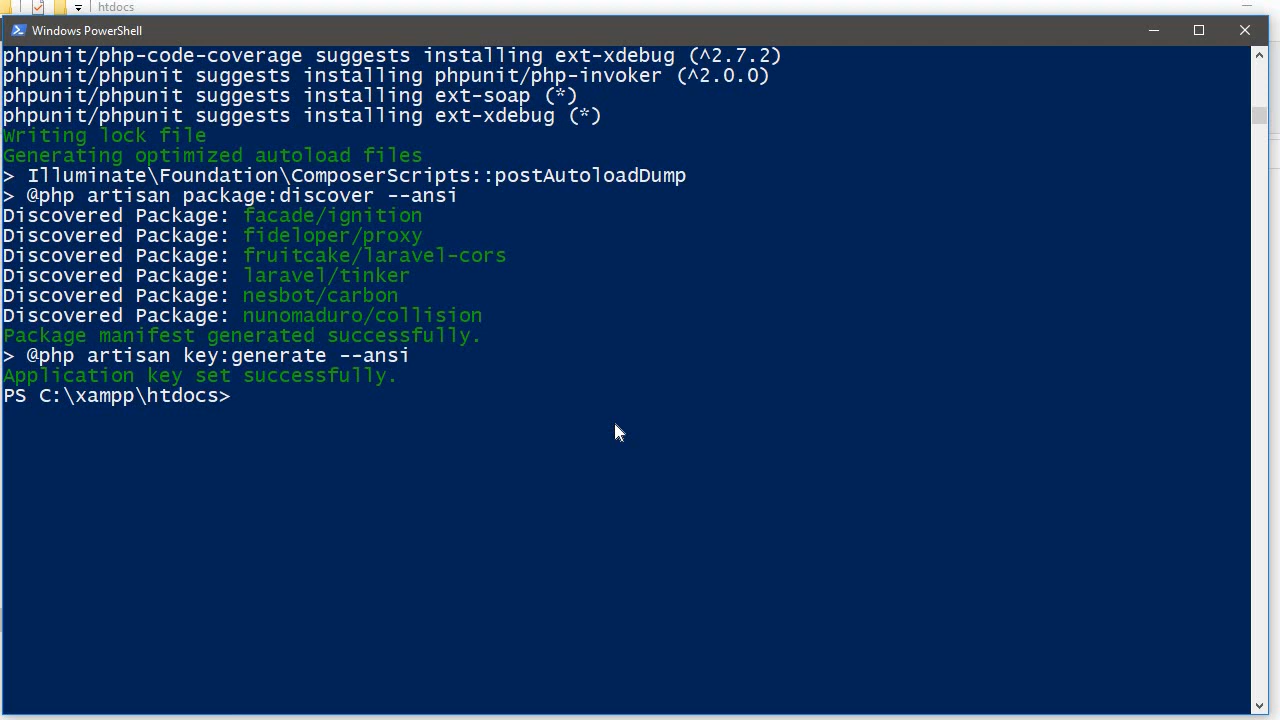 htdocs
Windows PowerShell
phpunit/php-code-coverage suggests installing ext-xdebug (^2.7.2)
phpunit/phpunit suggests installing phpunit/php-invoker (^2.0.0)
phpunit/phpunit suggests installing ext-soap (*)
phpunit/phpunit suggests installing ext-xdebug (*)
Writing lock file
Generating optimized autoload files
> Illuminate\Foundation\ComposerScripts::postAutoloadDump
> @php artisan package:discover --ansi
Discovered Package: facade/ignition
Discovered Package: fideloper/proxy
Discovered Package: fruitcake/laravel-cors
Discovered Package: laravel/tinker
Discovered Package: nesbot/carbon
Discovered Package: nunomaduro/collision
Package manifest generated successfully.
> @php artisan key:generate --ansi
Application key set successfully.
PS C:\xampp\htdocs>